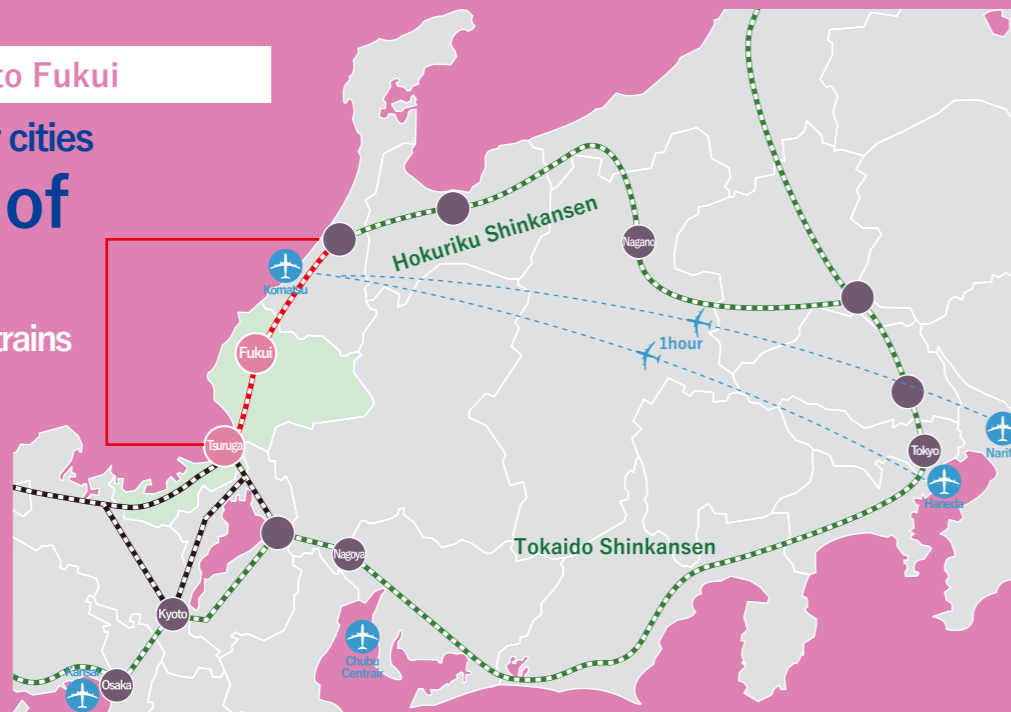 to Fukui
cities
of
trains
Hokuriku Shinkansen
Nagano
Komatsu
1hour
Fukui
Tsuruga
Tokyo
Haneda
Tokaido Shinkansen
Nagoya
Kyoto
Chubu
Centrair
Kansai
Osaka